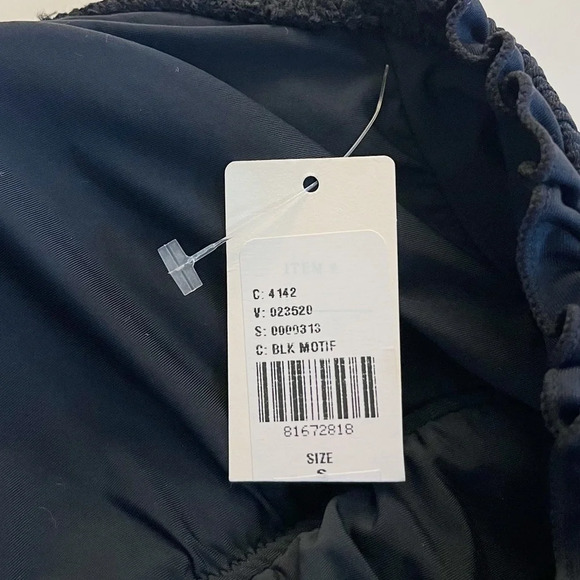 ITEM
C: 4142
V: 023520
S: 0000313
C: BLK MOTIF
81672818
SIZE
S